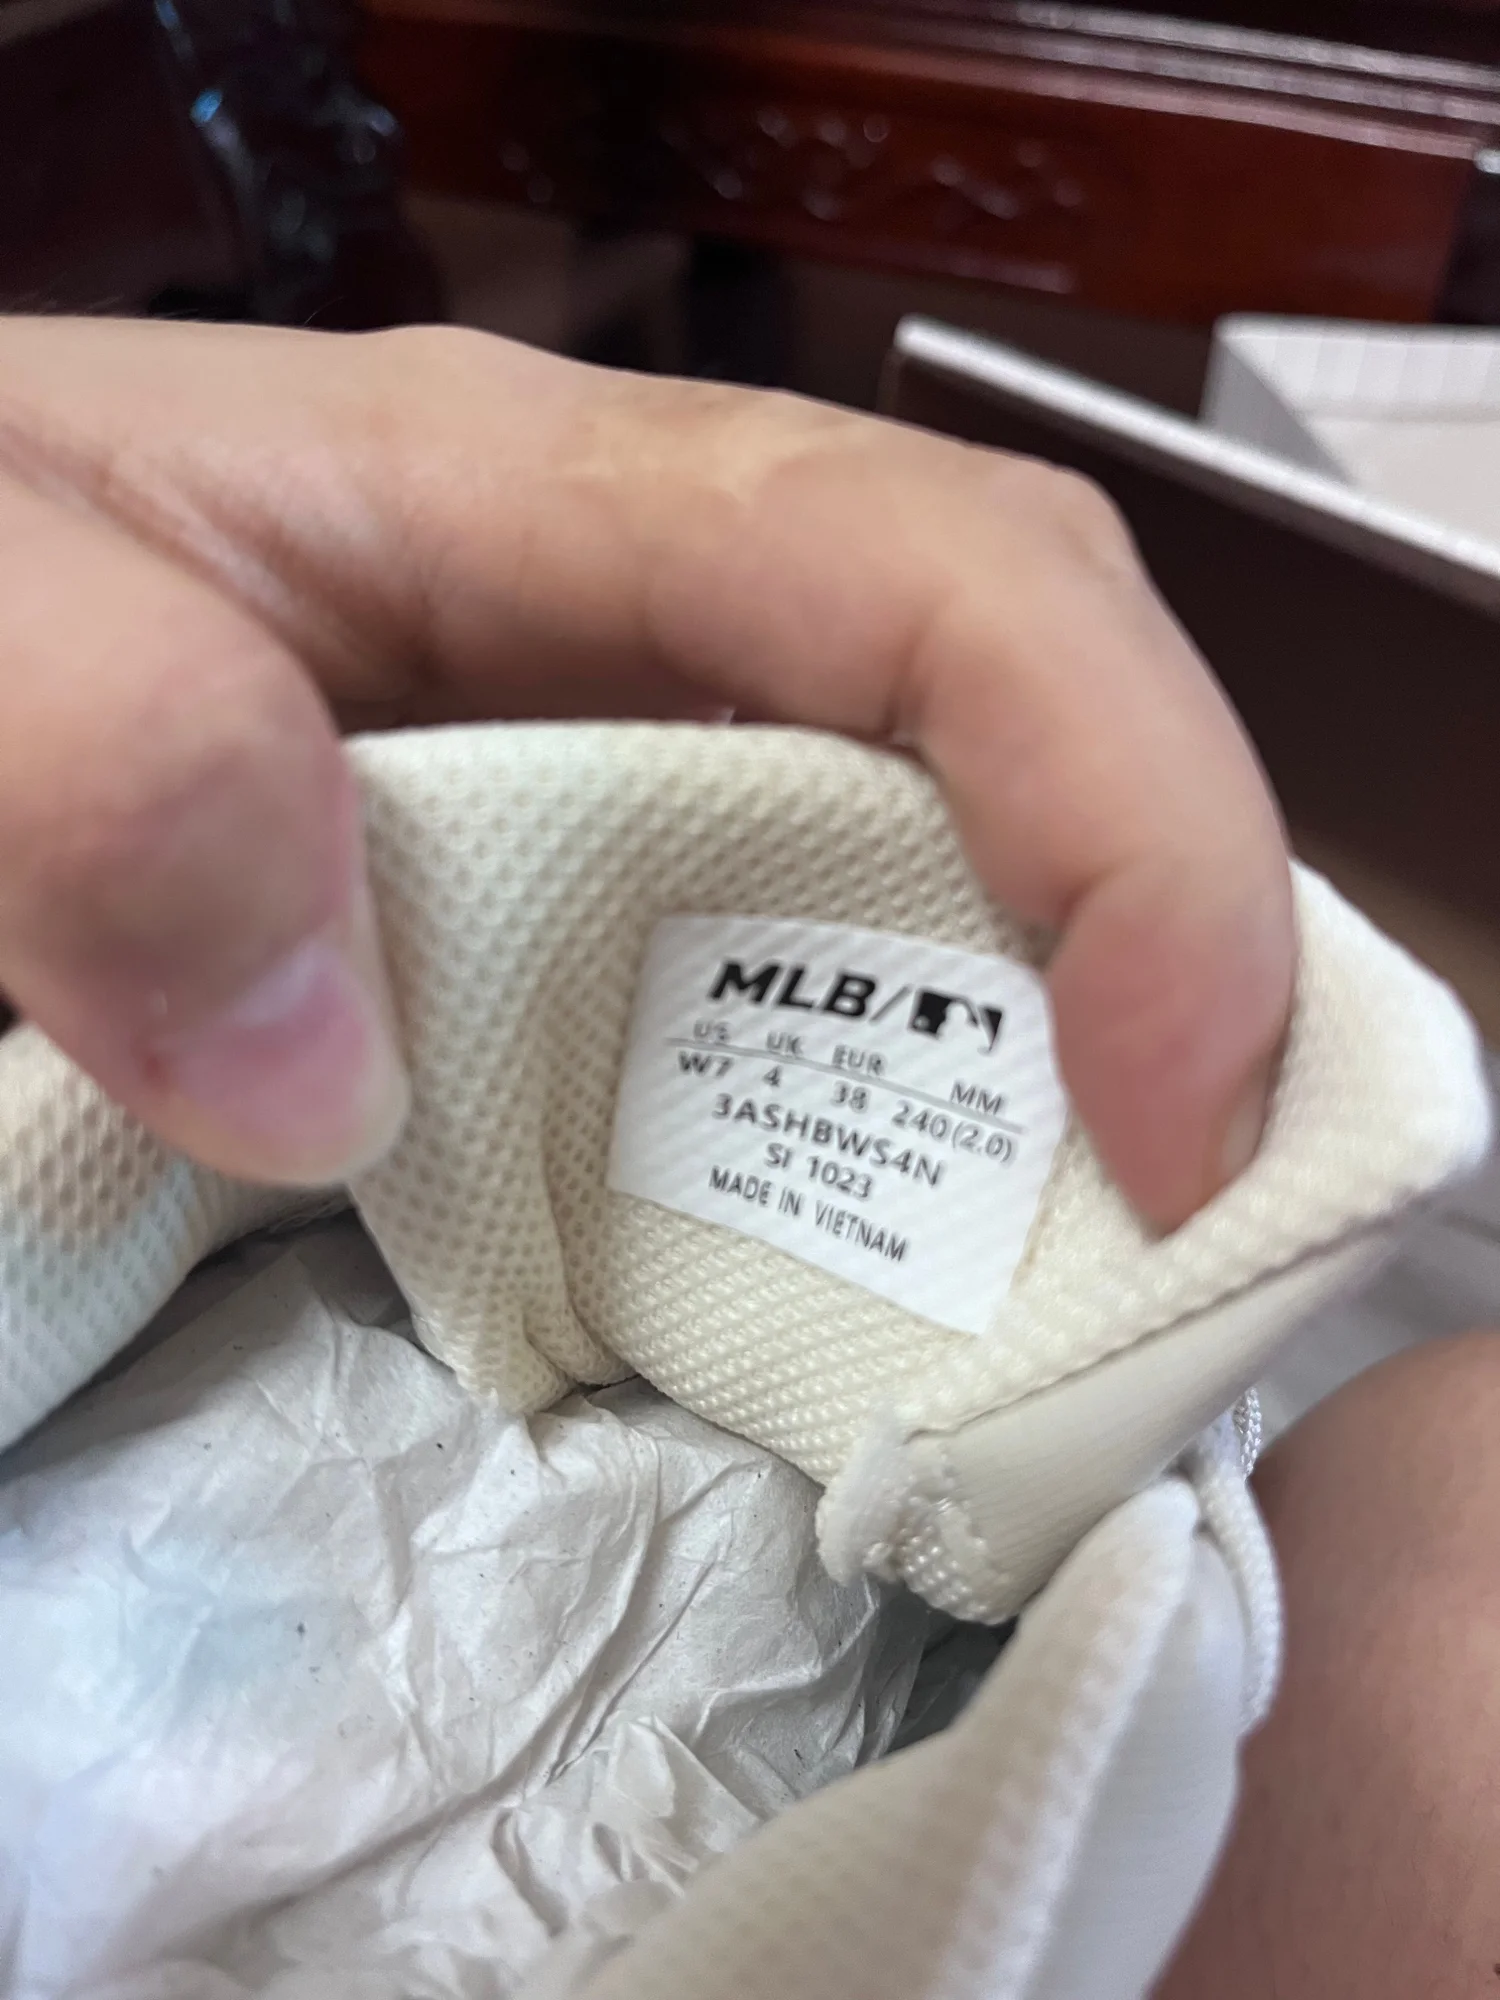 MLB/
US UK EUR MM
W7 4 38 240(2.0)
3ASHBWS4N
SI 1023
MADE IN VIETNAM